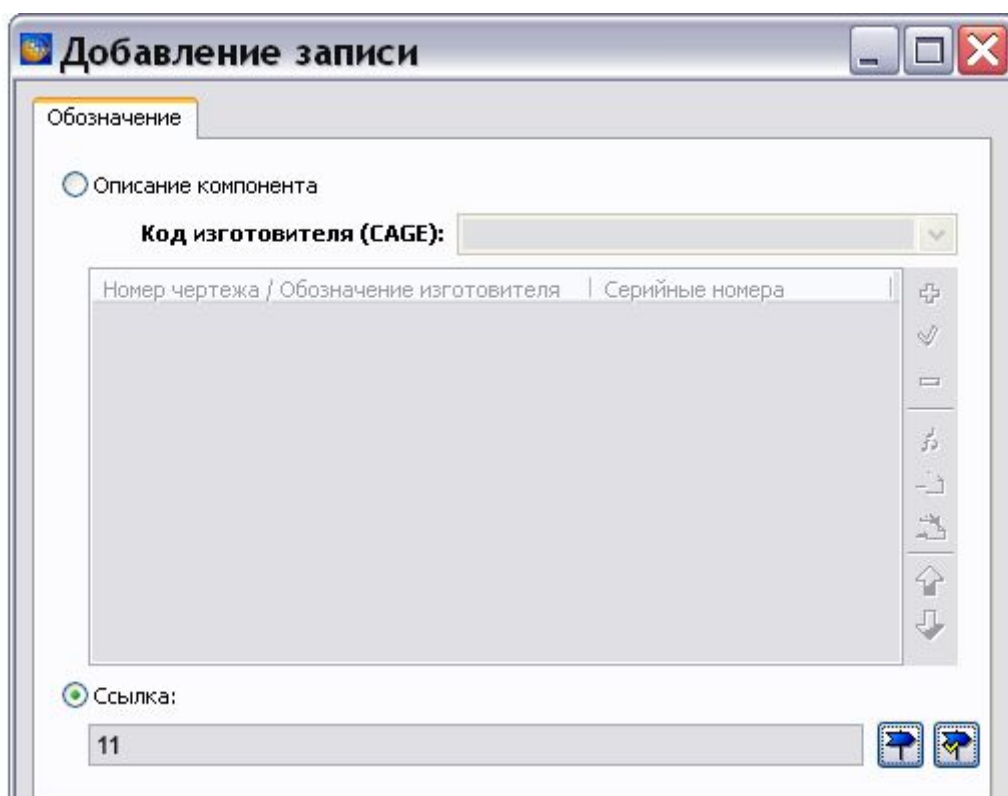 Добавление записи
Обозначение
Описание компонента
Код изготовителя (CAGE):
Номер чертежа / Обозначение изготовителя Серийные номера
Ссылка:
11